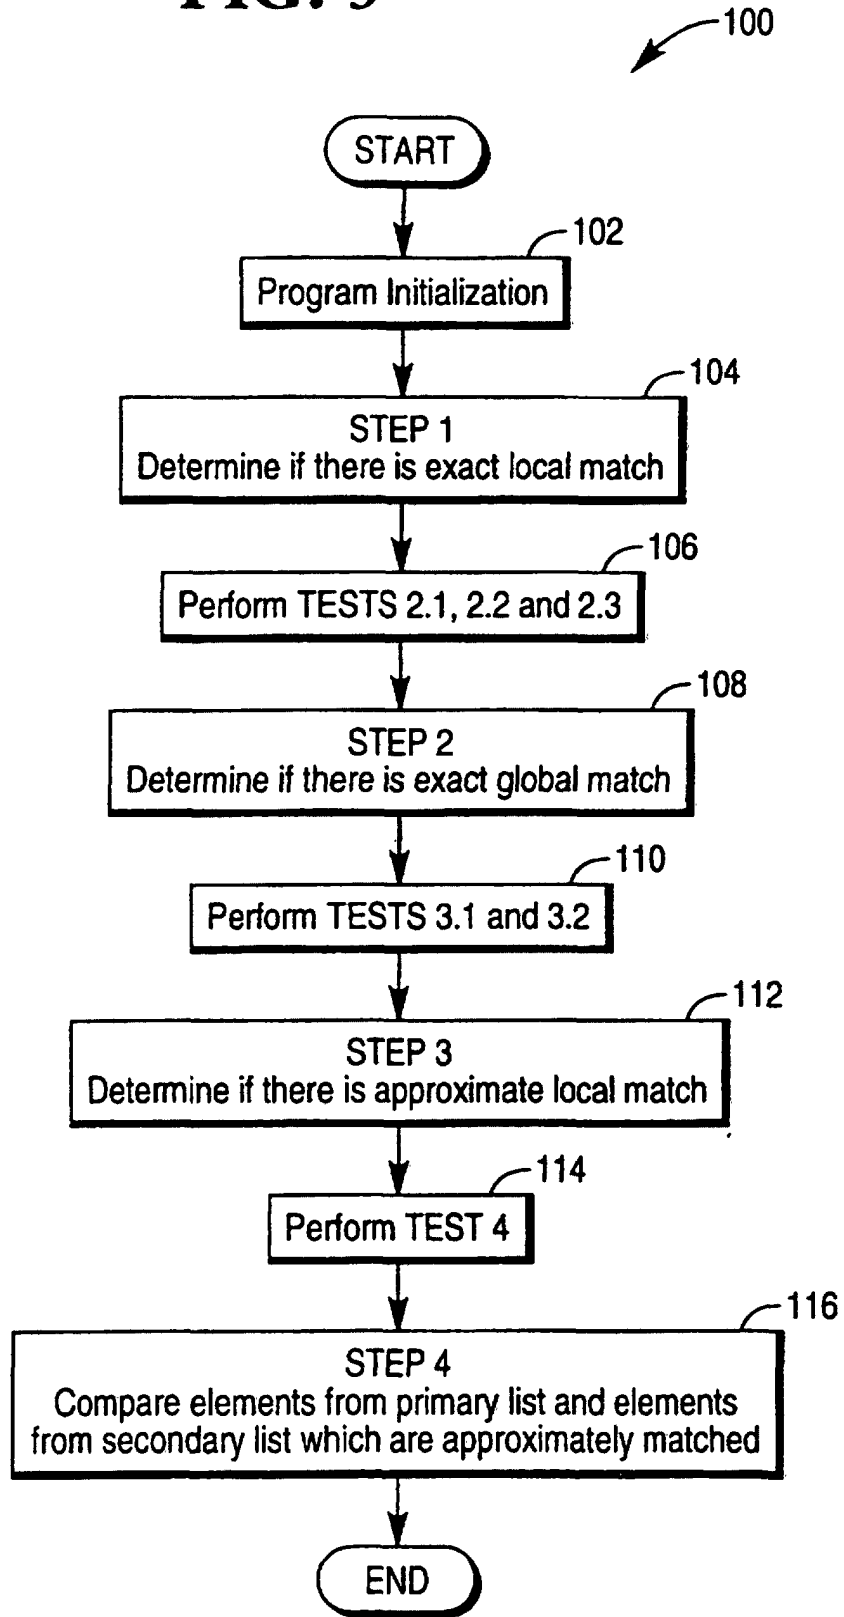 100
START
102
Program Initialization
104
STEP 1
Determine if there is exact local match
106
Perform TESTS 2.1, 2.2 and 2.3
108
STEP 2
Determine if there is exact global match
110
Perform TESTS 3.1 and 3.2
112
STEP 3
Determine if there is approximate local match
114
Perform TEST 4
116
STEP 4
Compare elements from primary list and elements
from secondary list which are approximately matched
END